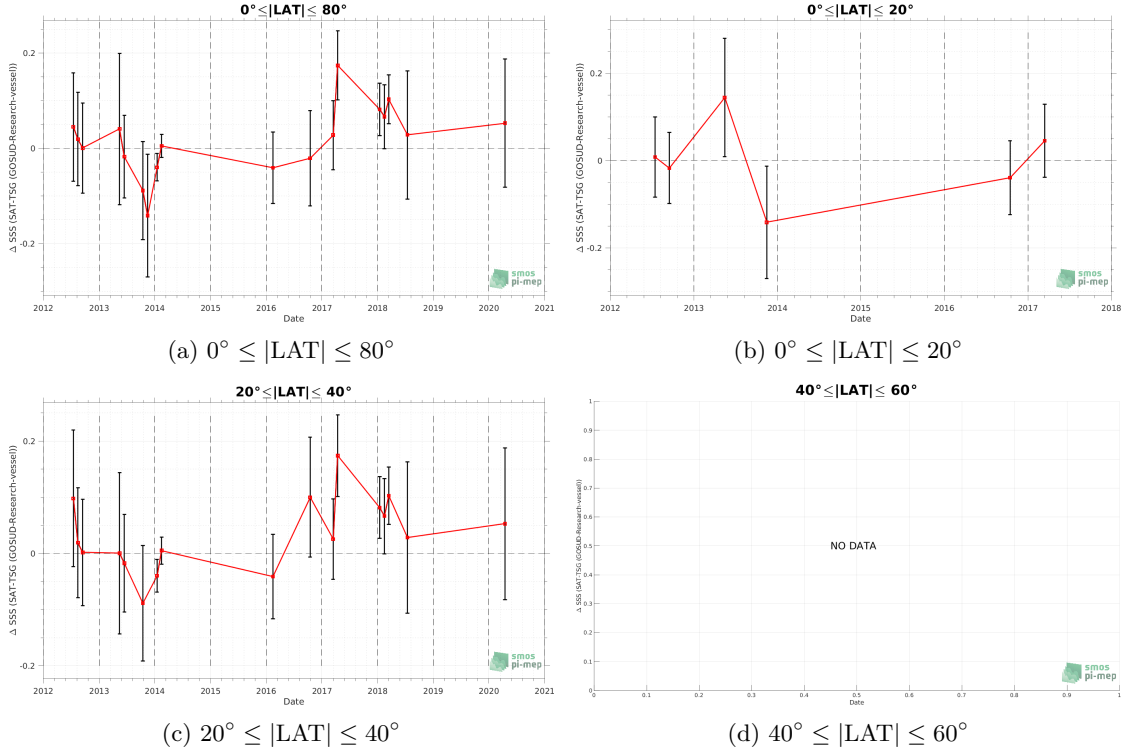 0°≤|LAT|≤ 80°
Δ SSS (SAT-TSG (GOSUD-Research-vessel))
0.2
0
-0.2
2012 2013 2014 2015 2016 2017 2018 2019 2020 2021
Date
smos
pi-mep
(a) 0° ≤ |LAT| ≤ 80°
0°≤|LAT|≤ 20°
Δ SSS (SAT-TSG (GOSUD-Research-vessel))
0.2
0
-0.2
2012 2013 2014 2015 2016 2017 2018
Date
smos
pi-mep
(b) 0° ≤ |LAT| ≤ 20°
20°≤|LAT|≤ 40°
Δ SSS (SAT-TSG (GOSUD-Research-vessel))
0.2
0
-0.2
2012 2013 2014 2015 2016 2017 2018 2019 2020 2021
Date
smos
pi-mep
(c) 20° ≤ |LAT| ≤ 40°
40°≤|LAT|≤ 60°
Δ SSS (SAT-TSG (GOSUD-Research-vessel))
1
0.9
0.8
0.7
0.6
0.5
0.4
0.3
0.2
0.1
0
NO DATA
0 0.1 0.2 0.3 0.4 0.5 0.6 0.7 0.8 0.9 1
Date
smos
pi-mep
(d) 40° ≤ |LAT| ≤ 60°